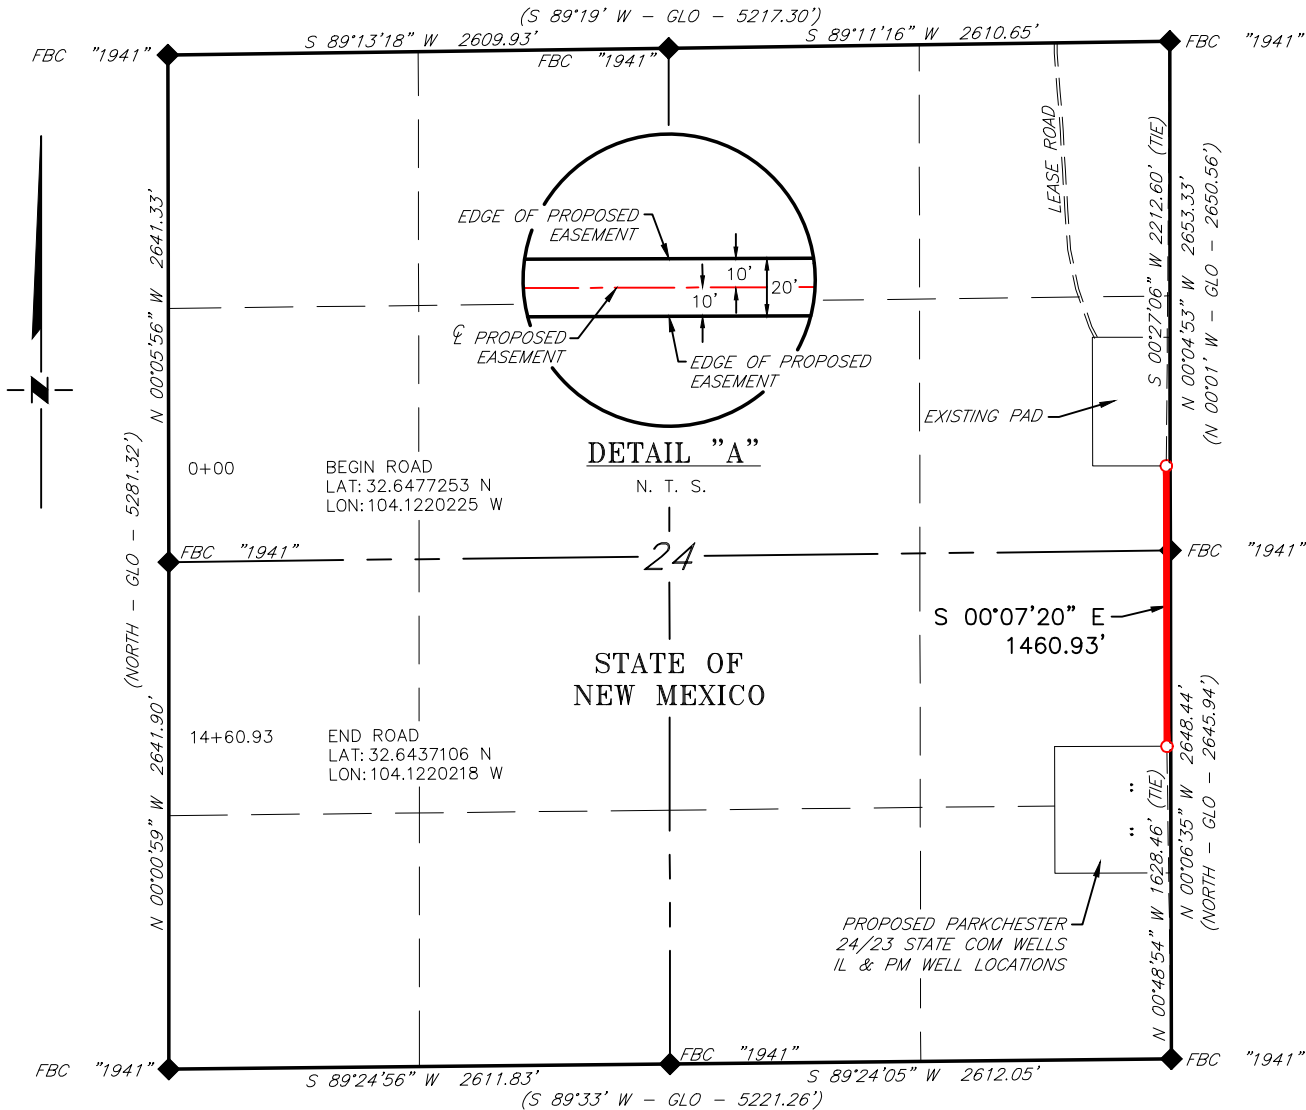 (S 89°19' W - GLO - 5217.30')
S 89°13'18" W 2609.93'
S 89°11'16" W 2610.65'
FBC "1941"
FBC "1941"
FBC "1941"
LEASE ROAD
S 00°27'06" W 2212.60' (TIE)
N 00°04'53" W 2653.33'
(N 00°01' W - GLO - 2650.56')
N 00°05'56" W 2641.33'
(NORTH - GLO - 5281.32')
EDGE OF PROPOSED
EASEMENT
10'
10'
20'
℄ PROPOSED
EASEMENT
EDGE OF PROPOSED
EASEMENT
N
EXISTING PAD
DETAIL "A"
N. T. S.
0+00 BEGIN ROAD
LAT: 32.6477253 N
LON: 104.1220225 W
FBC "1941"
24
FBC "1941"
S 00°07'20" E
1460.93'
STATE OF
NEW MEXICO
14+60.93 END ROAD
LAT: 32.6437106 N
LON: 104.1220218 W
N 00°00'59" W 2641.90'
N 00°48'54" W 1628.46' (TIE)
N 00°06'35" W 2648.44'
(NORTH - GLO - 2645.94')
PROPOSED PARKCHESTER
24/23 STATE COM WELLS
IL & PM WELL LOCATIONS
FBC "1941"
FBC "1941"
FBC "1941"
S 89°24'56" W 2611.83'
S 89°24'05" W 2612.05'
(S 89°33' W - GLO - 5221.26')